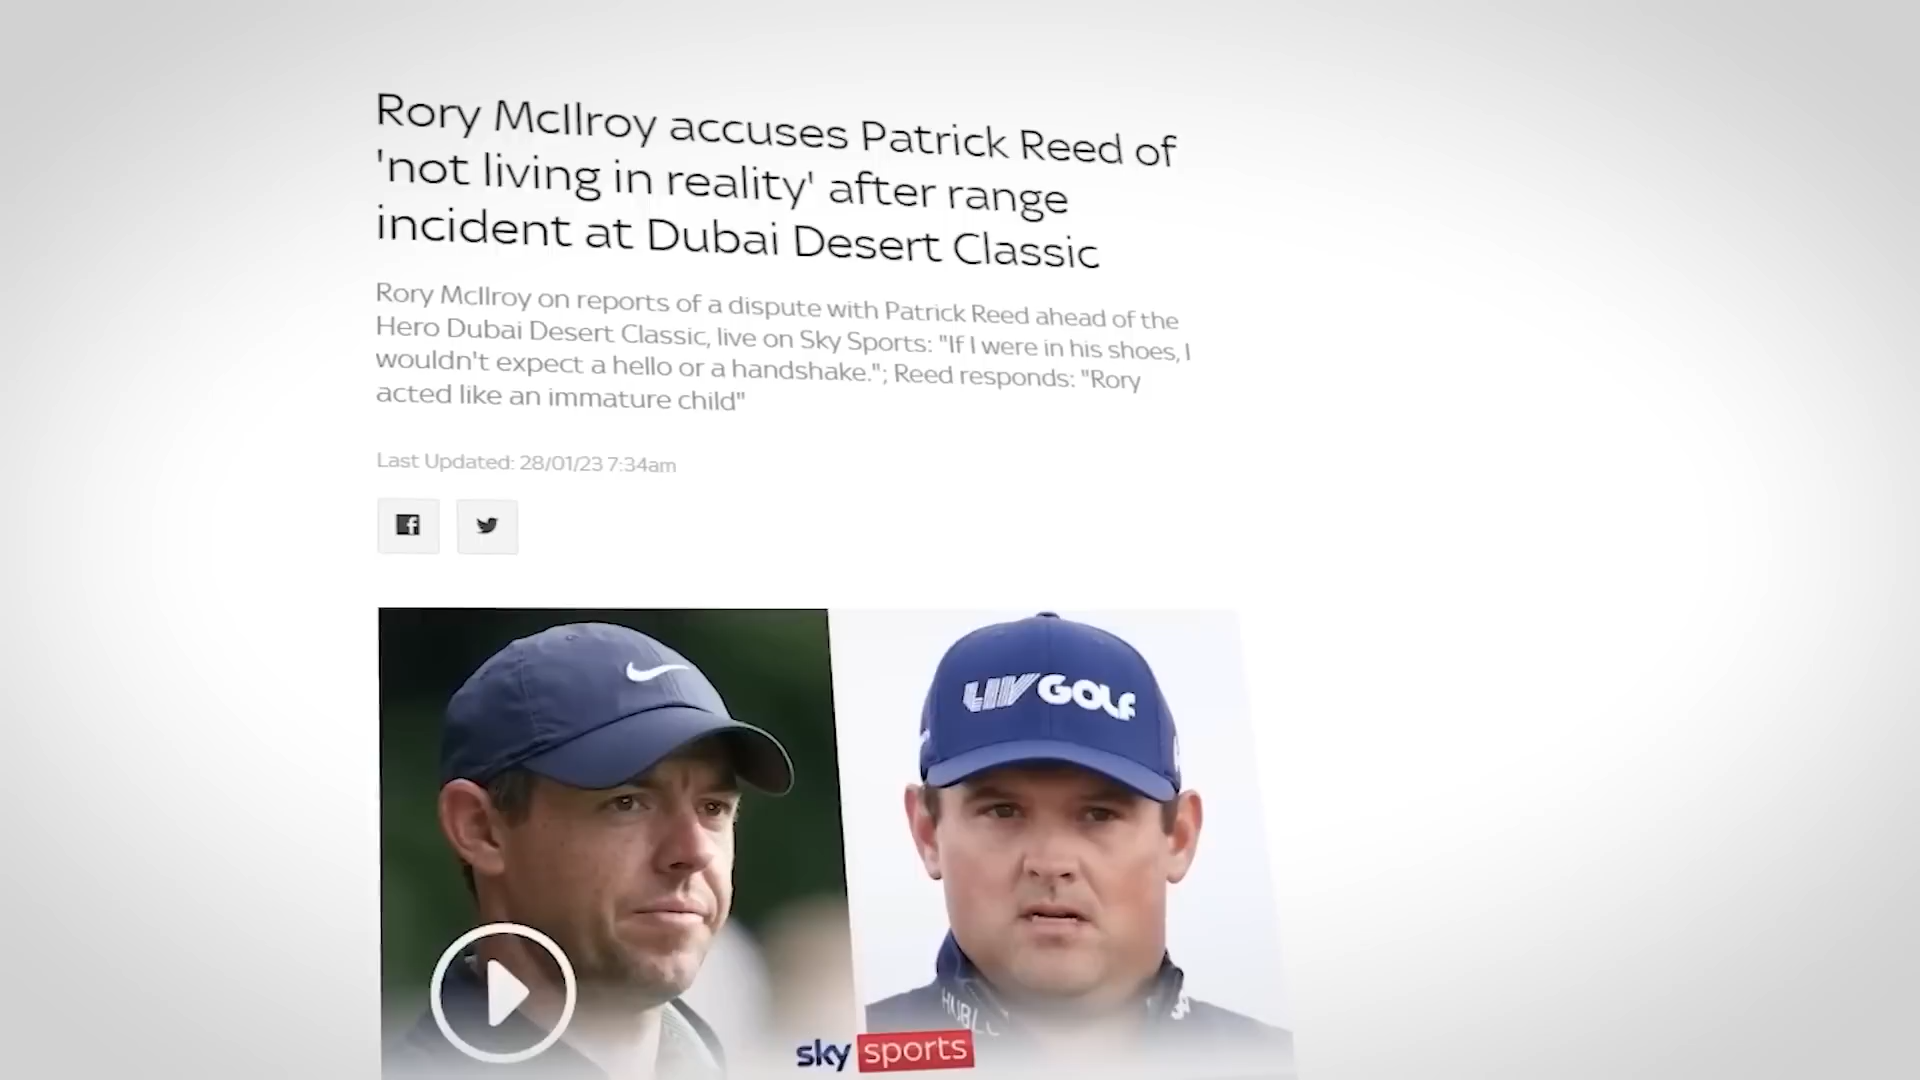 Rory McIlroy accuses Patrick Reed of
'not living in reality' after range
incident at Dubai Desert Classic
Rory McIlroy on reports of a dispute with Patrick Reed ahead of the
Hero Dubai Desert Classic, live on Sky Sports: "If I were in his shoes, I
wouldn't expect a hello or a handshake."; Reed responds: "Rory
acted like an immature child"
Last Updated: 28/01/23 7:34am
LIV GOLF
sky sports